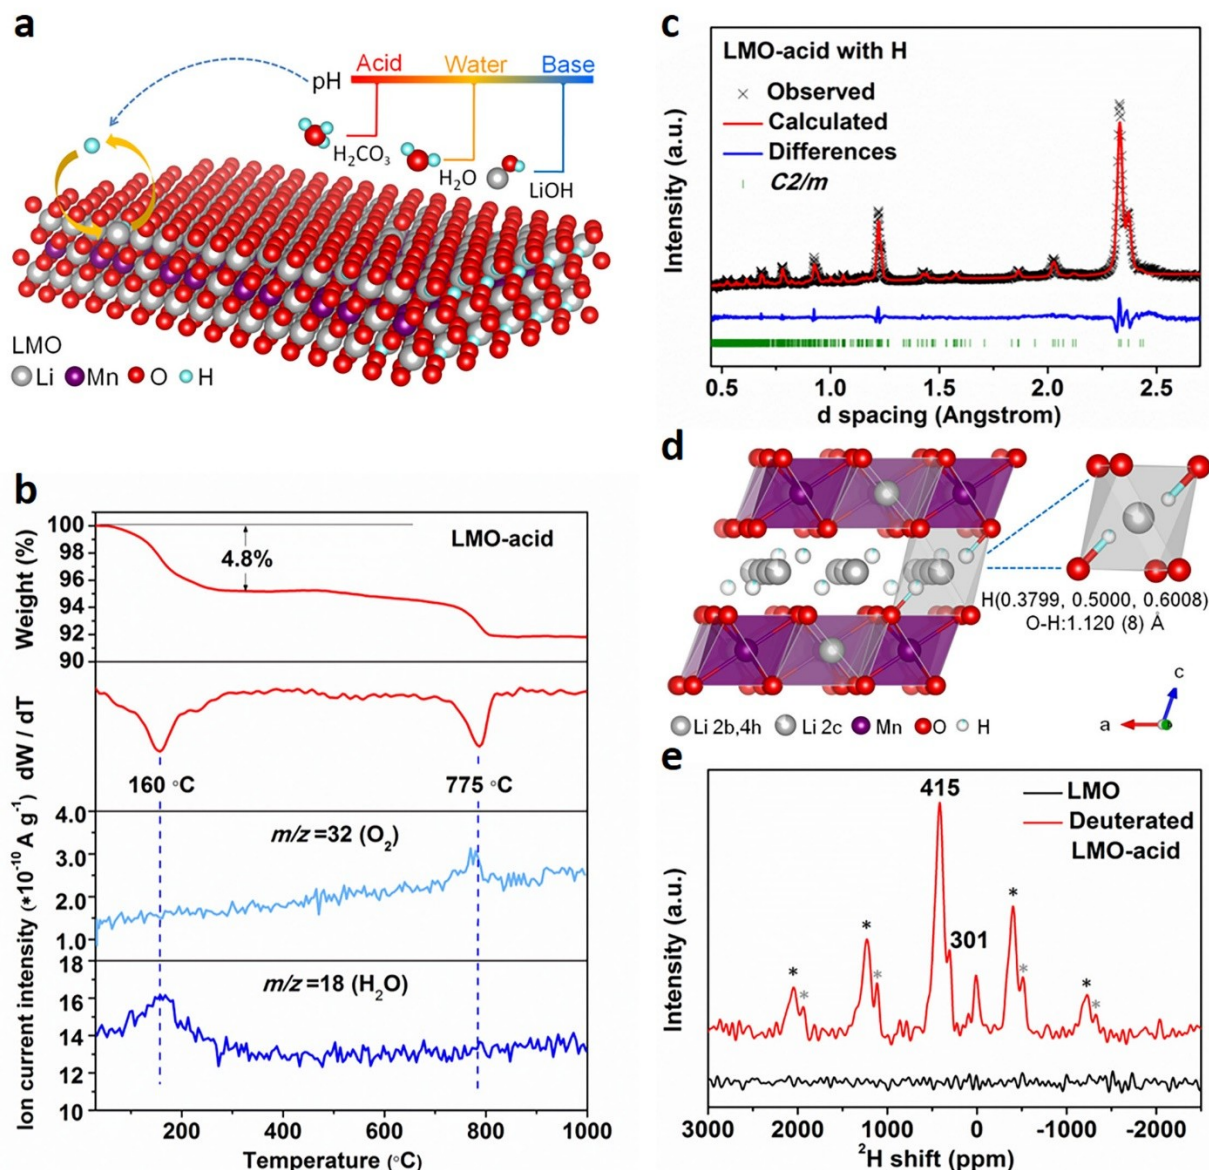 a
pH
Acid Water Base
H₂CO₃
H₂O
LiOH
LMO
Li Mn O H
b
Weight (%)
100
98
96
94
92
90
4.8%
LMO-acid
dW / dT
160 °C
775 °C
Ion current intensity (*10⁻¹⁰ A g⁻¹)
4.0
3.0
2.0
1.0
m/z =32 (O₂)
18
16
14
12
10
m/z =18 (H₂O)
200 400 600 800 1000
Temperature (°C)
c
Intensity (a.u.)
LMO-acid with H
Observed
Calculated
Differences
C2/m
0.5 1.0 1.5 2.0 2.5
d spacing (Angstrom)
d
H(0.3799, 0.5000, 0.6008)
O-H:1.120 (8) Å
c
a
Li 2b,4h Li 2c Mn O H
e
Intensity (a.u.)
415
301
* * * *
* * * *
LMO
Deuterated
LMO-acid
3000 2000 1000 0 -1000 -2000
²H shift (ppm)